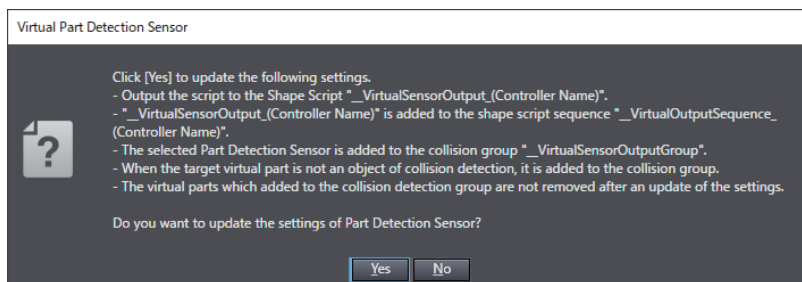 Virtual Part Detection Sensor
Click [Yes] to update the following settings.
- Output the script to the Shape Script "__VirtualSensorOutput_(Controller Name)".
- "__VirtualSensorOutput_(Controller Name)" is added to the shape script sequence "__VirtualOutputSequence_
(Controller Name)".
- The selected Part Detection Sensor is added to the collision group "__VirtualSensorOutputGroup".
- When the target virtual part is not an object of collision detection, it is added to the collision group.
- The virtual parts which added to the collision detection group are not removed after an update of the settings.
Do you want to update the settings of Part Detection Sensor?
Yes No